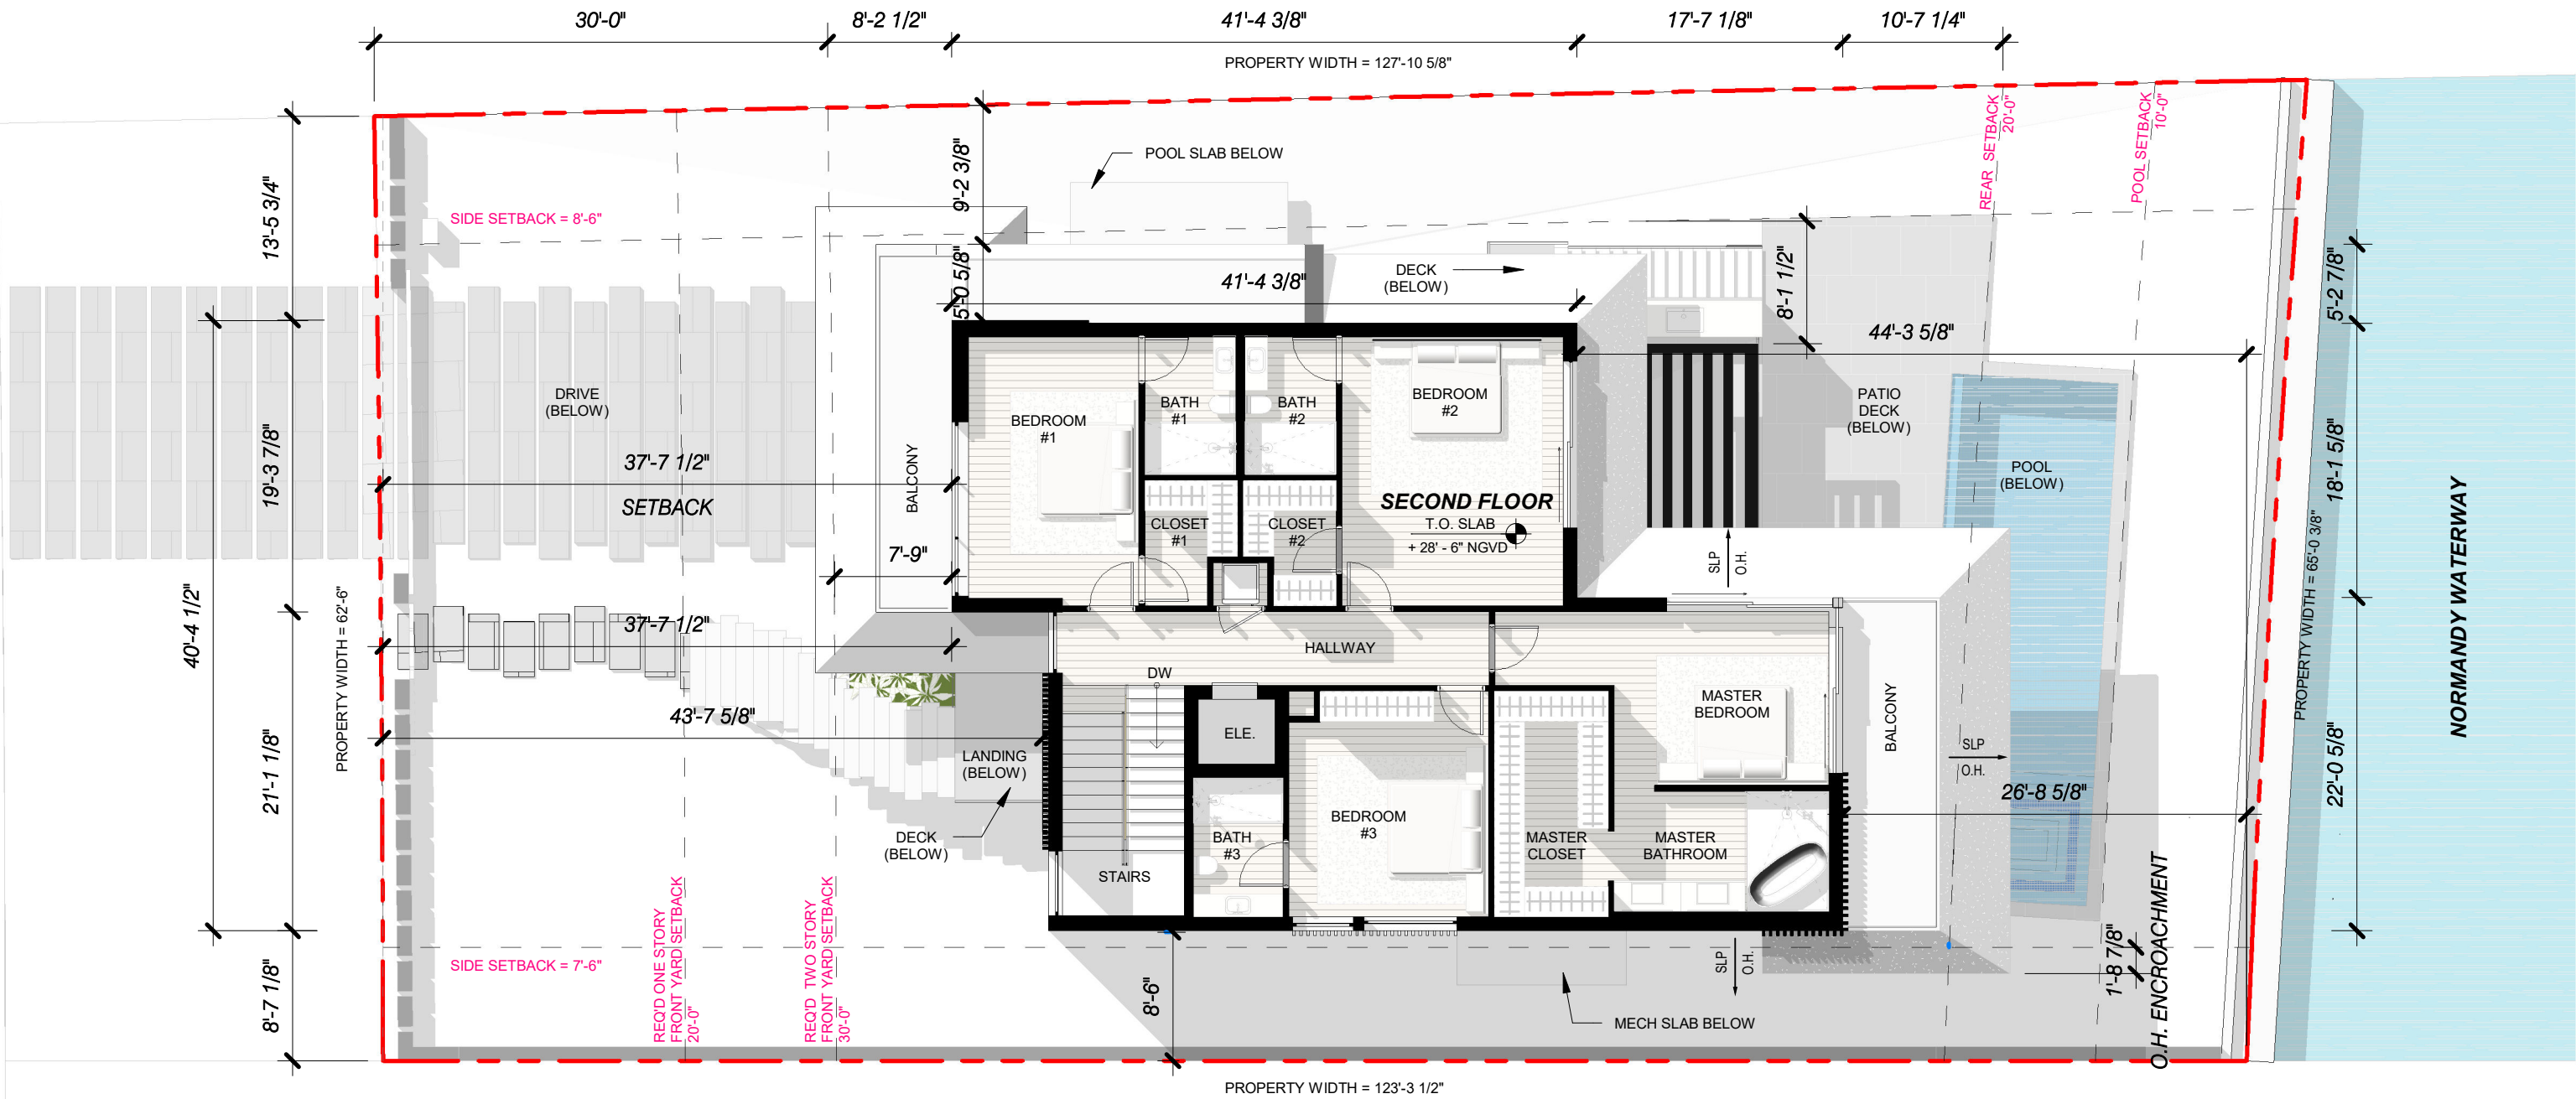 30'-0"
8'-2 1/2"
41'-4 3/8"
17'-7 1/8"
10'-7 1/4"
PROPERTY WIDTH = 127'-10 5/8"
REAR SETBACK
20'-0"
POOL SETBACK
10'-0"
POOL SLAB BELOW
9'-2 3/8"
13'-5 3/4"
SIDE SETBACK = 8'-6"
5'-0 5/8"
41'-4 3/8"
DECK
(BELOW)
8'-1 1/2"
5'-2 7/8"
44'-3 5/8"
DRIVE
(BELOW)
BEDROOM
#1
BATH
#1
BATH
#2
BEDROOM
#2
PATIO
DECK
(BELOW)
19'-3 7/8"
37'-7 1/2"
SETBACK
BALCONY
POOL
(BELOW)
18'-1 5/8"
SECOND FLOOR
T.O. SLAB
+ 28' - 6" NGVD
CLOSET
#1
CLOSET
#2
7'-9"
SLP
O.H.
NORMANDY WATERWAY
PROPERTY WIDTH = 65'-0 3/8"
40'-4 1/2"
PROPERTY WIDTH = 62'-6"
37'-7 1/2"
HALLWAY
DW
MASTER
BEDROOM
BALCONY
43'-7 5/8"
ELE.
SLP
O.H.
LANDING
(BELOW)
21'-1 1/8"
22'-0 5/8"
26'-8 5/8"
BEDROOM
#3
DECK
(BELOW)
BATH
#3
MASTER
CLOSET
MASTER
BATHROOM
STAIRS
REQ'D ONE STORY
FRONT YARD SETBACK
20'-0"
REQ'D TWO STORY
FRONT YARD SETBACK
30'-0"
SIDE SETBACK = 7'-6"
8'-7 1/8"
8'-6"
SLP
O.H.
1'-8 7/8"
O.H. ENCROACHMENT
MECH SLAB BELOW
PROPERTY WIDTH = 123'-3 1/2"